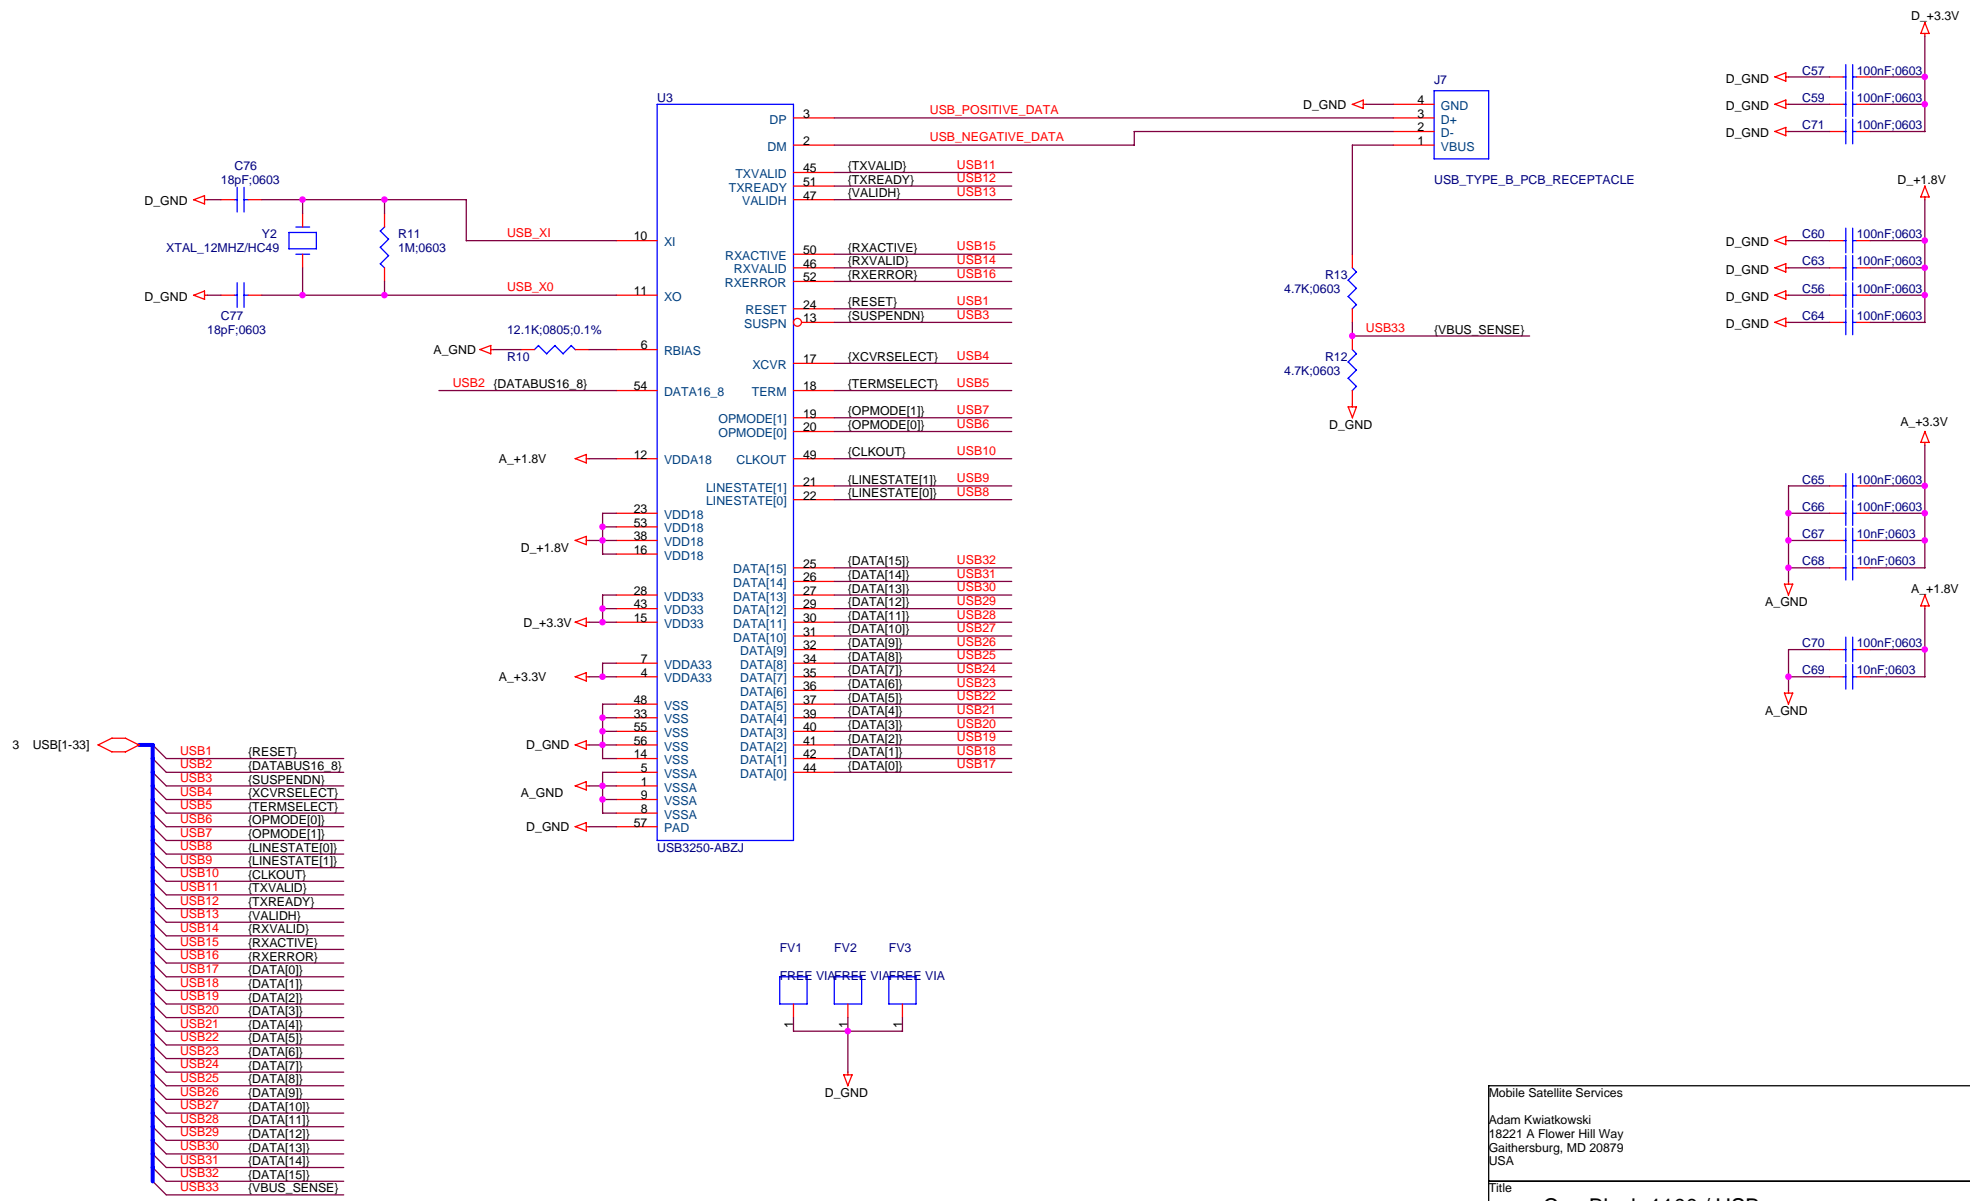 D_+3.3V
D_GND C57 100nF;0603
D_GND C59 100nF;0603
D_GND C71 100nF;0603
D_+1.8V
D_GND C60 100nF;0603
D_GND C63 100nF;0603
D_GND C56 100nF;0603
D_GND C64 100nF;0603
A_+3.3V
C65 100nF;0603
C66 100nF;0603
C67 10nF;0603
C68 10nF;0603
A_GND
A_+1.8V
C70 100nF;0603
C69 10nF;0603
A_GND
J7
D_GND 4 GND
3 D+
2 D-
1 VBUS
USB_TYPE_B_PCB_RECEPTACLE
R13
4.7K;0603
USB33 {VBUS_SENSE}
R12
4.7K;0603
D_GND
C76
18pF;0603
D_GND
Y2
XTAL_12MHZ/HC49
R11
1M;0603
D_GND
C77
18pF;0603
USB_XI 10 XI
USB_X0 11 XO
12.1K;0805;0.1%
A_GND R10 6 RBIAS
USB2 {DATABUS16_8} 54 DATA16_8
A_+1.8V 12 VDDA18
23 VDD18
53 VDD18
D_+1.8V 38 VDD18
16 VDD18
28 VDD33
43 VDD33
D_+3.3V 15 VDD33
7 VDDA33
A_+3.3V 4 VDDA33
48 VSS
33 VSS
55 VSS
D_GND 56 VSS
14 VSS
5 VSSA
A_GND 1 VSSA
9 VSSA
8 VSSA
D_GND 57 PAD
U3
DP 3 USB_POSITIVE_DATA
DM 2 USB_NEGATIVE_DATA
TXVALID 45 {TXVALID} USB11
TXREADY 51 {TXREADY} USB12
VALIDH 47 {VALIDH} USB13
RXACTIVE 50 {RXACTIVE} USB15
RXVALID 46 {RXVALID} USB14
RXERROR 52 {RXERROR} USB16
RESET 24 {RESET} USB1
SUSPN 13 {SUSPENDN} USB3
XCVR 17 {XCVRSELECT} USB4
TERM 18 {TERMSELECT} USB5
OPMODE[1] 19 {OPMODE[1]} USB7
OPMODE[0] 20 {OPMODE[0]} USB6
CLKOUT 49 {CLKOUT} USB10
LINESTATE[1] 21 {LINESTATE[1]} USB9
LINESTATE[0] 22 {LINESTATE[0]} USB8
DATA[15] 25 {DATA[15]} USB32
DATA[14] 26 {DATA[14]} USB31
DATA[13] 27 {DATA[13]} USB30
DATA[12] 29 {DATA[12]} USB29
DATA[11] 30 {DATA[11]} USB28
DATA[10] 31 {DATA[10]} USB27
DATA[9] 32 {DATA[9]} USB26
DATA[8] 34 {DATA[8]} USB25
DATA[7] 35 {DATA[7]} USB24
DATA[6] 36 {DATA[6]} USB23
DATA[5] 37 {DATA[5]} USB22
DATA[4] 39 {DATA[4]} USB21
DATA[3] 40 {DATA[3]} USB20
DATA[2] 41 {DATA[2]} USB19
DATA[1] 42 {DATA[1]} USB18
DATA[0] 44 {DATA[0]} USB17
USB3250-ABZJ
3 USB[1-33]
USB1 {RESET}
USB2 {DATABUS16_8}
USB3 {SUSPENDN}
USB4 {XCVRSELECT}
USB5 {TERMSELECT}
USB6 {OPMODE[0]}
USB7 {OPMODE[1]}
USB8 {LINESTATE[0]}
USB9 {LINESTATE[1]}
USB10 {CLKOUT}
USB11 {TXVALID}
USB12 {TXREADY}
USB13 {VALIDH}
USB14 {RXVALID}
USB15 {RXACTIVE}
USB16 {RXERROR}
USB17 {DATA[0]}
USB18 {DATA[1]}
USB19 {DATA[2]}
USB20 {DATA[3]}
USB21 {DATA[4]}
USB22 {DATA[5]}
USB23 {DATA[6]}
USB24 {DATA[7]}
USB25 {DATA[8]}
USB26 {DATA[9]}
USB27 {DATA[10]}
USB28 {DATA[11]}
USB29 {DATA[12]}
USB30 {DATA[13]}
USB31 {DATA[14]}
USB32 {DATA[15]}
USB33 {VBUS_SENSE}
FV1 FV2 FV3
FREE VIA FREE VIA FREE VIA
1 1 1
D_GND
Mobile Satellite Services
Adam Kwiatkowski
18221 A Flower Hill Way
Gaithersburg, MD 20879
USA
Title